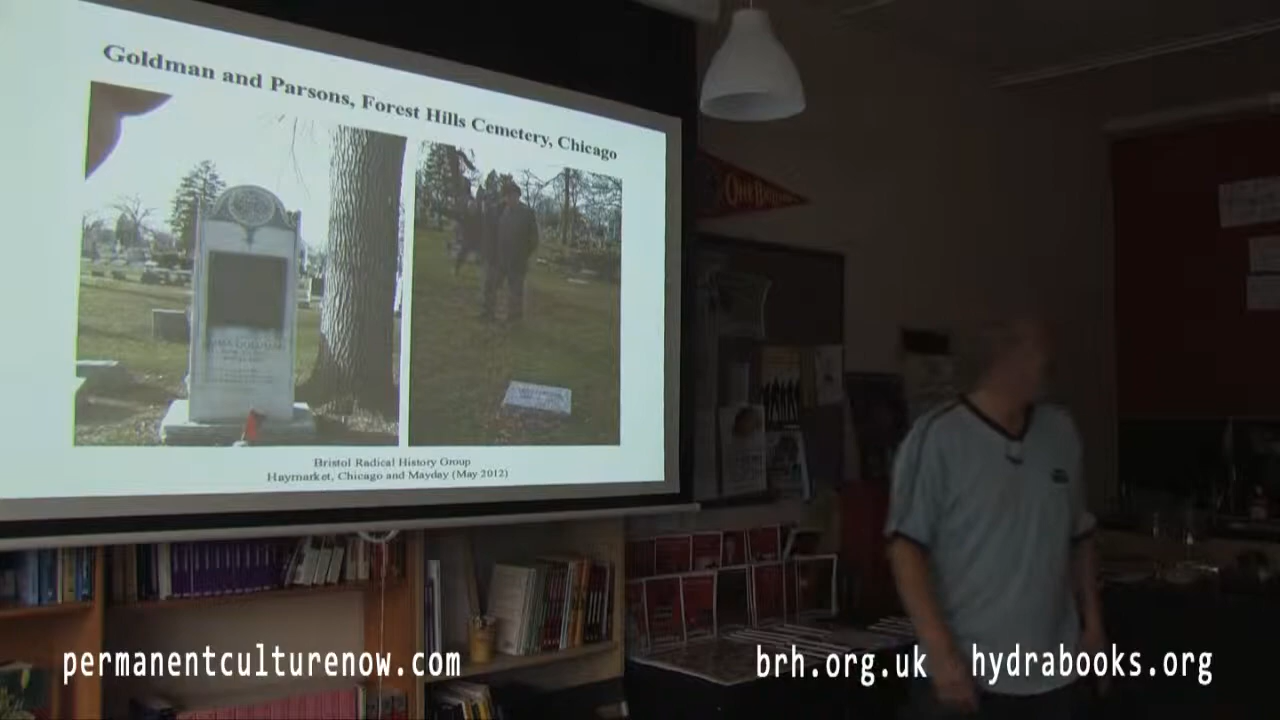 Goldman and Parsons, Forest Hills Cemetery, Chicago
Bristol Radical History Group
Haymarket, Chicago and Mayday (May 2012)
permanentculturenow.com
brh.org.uk
hydrabooks.org